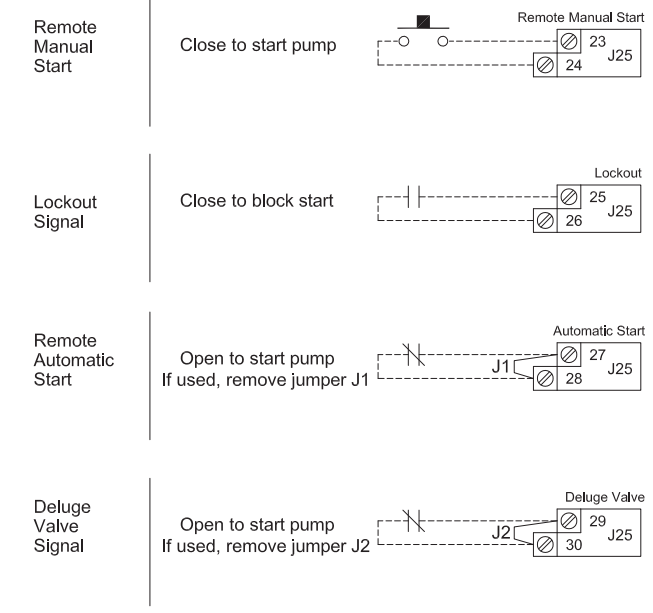 Remote
Manual
Start
Close to start pump
Remote Manual Start
23
24
J25
Lockout
Signal
Close to block start
Lockout
25
26
J25
Remote
Automatic
Start
Open to start pump
If used, remove jumper J1
J1
Automatic Start
27
28
J25
Deluge
Valve
Signal
Open to start pump
If used, remove jumper J2
J2
Deluge Valve
29
30
J25